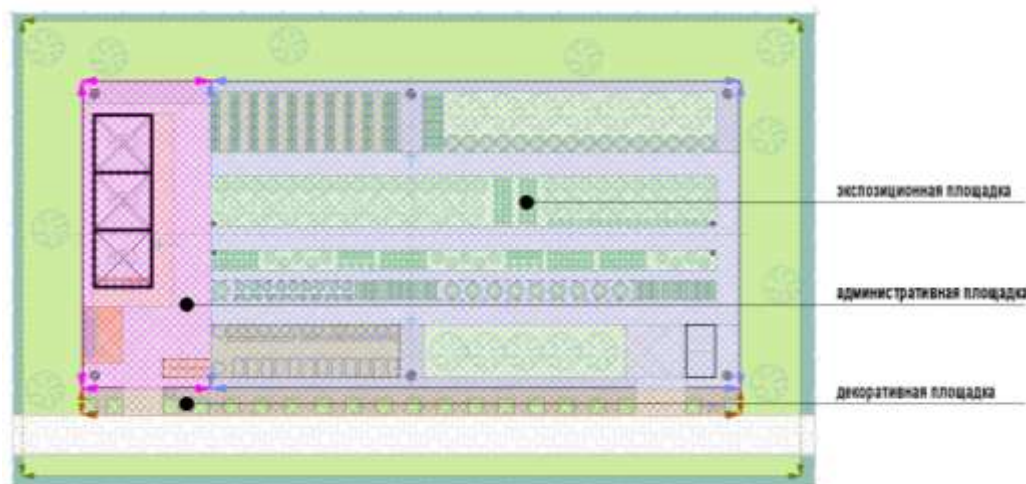 экспозиционная площадка
административная площадка
декоративная площадка